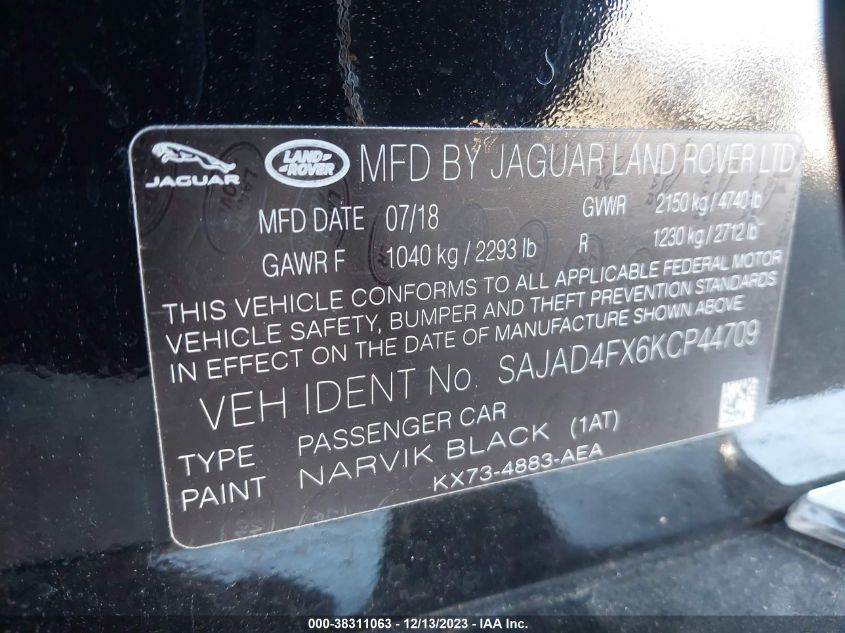 JAGUAR LAND ROVER MFD BY JAGUAR LAND ROVER LTD
MFD DATE 07/18 GVWR 2150 kg / 4740 lb
GAWR F 1040 kg / 2293 lb R 1230 kg / 2712 lb
THIS VEHICLE CONFORMS TO ALL APPLICABLE FEDERAL MOTOR
VEHICLE SAFETY, BUMPER AND THEFT PREVENTION STANDARDS
IN EFFECT ON THE DATE OF MANUFACTURE SHOWN ABOVE
VEH IDENT No. SAJAD4FX6KCP44709
TYPE PASSENGER CAR
PAINT NARVIK BLACK (1AT)
KX73-4883-AEA
000-38311063 - 12/13/2023 - IAA Inc.